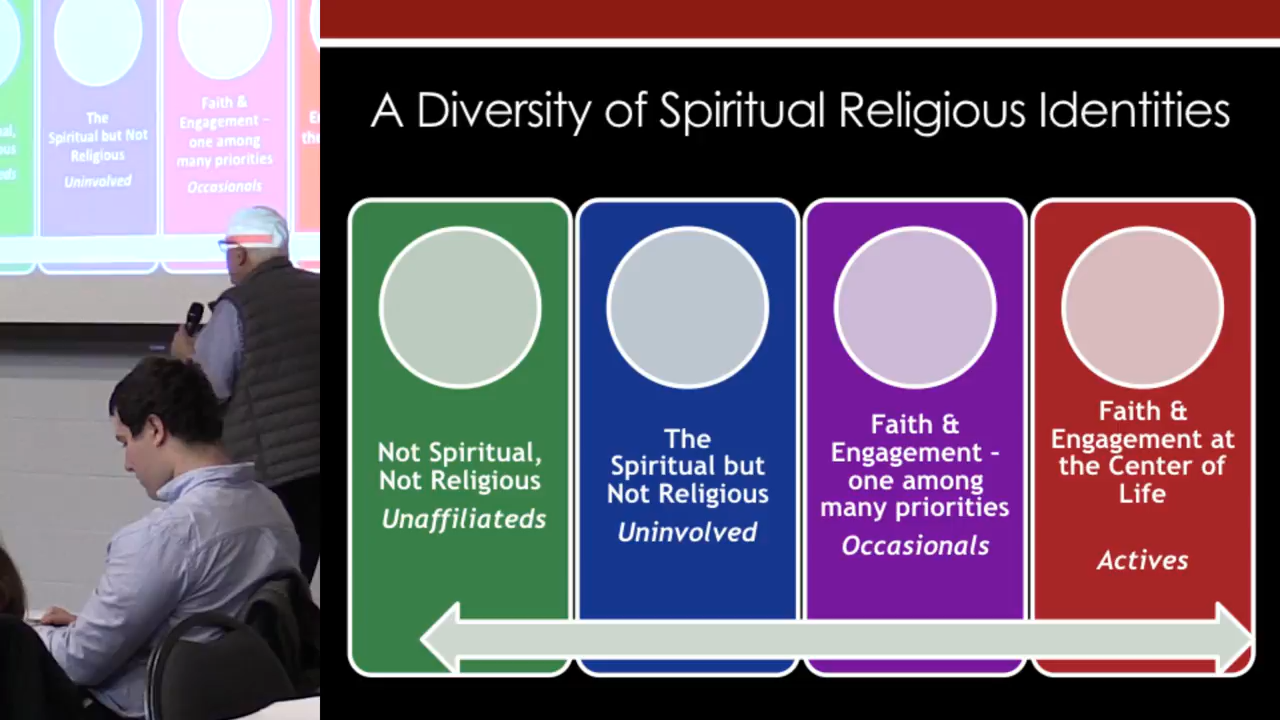 A Diversity of Spiritual Religious Identities
Not Spiritual,
Not Religious
Unaffiliateds
The
Spiritual but
Not Religious
Uninvolved
Faith &
Engagement –
one among
many priorities
Occasionals
Faith &
Engagement at
the Center of
Life
Actives
The
Spiritual but Not
Religious
Uninvolved
Faith &
Engagement –
one among
many priorities
Occasionals